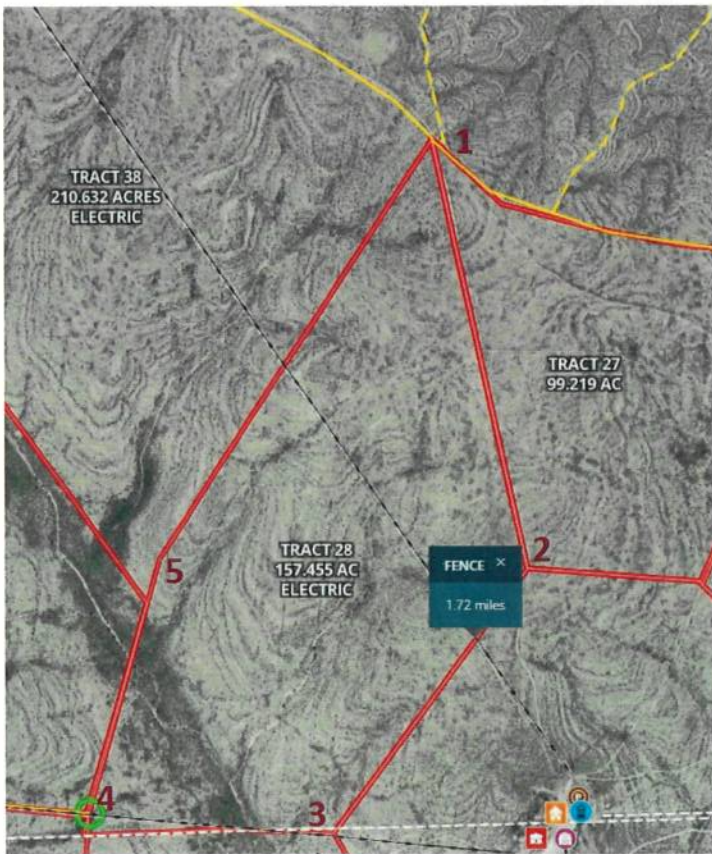 1
TRACT 38
210.632 ACRES
ELECTRIC
TRACT 27
99.219 AC
2
FENCE ×
1.72 miles
TRACT 28
157.455 AC
ELECTRIC
5
4
3